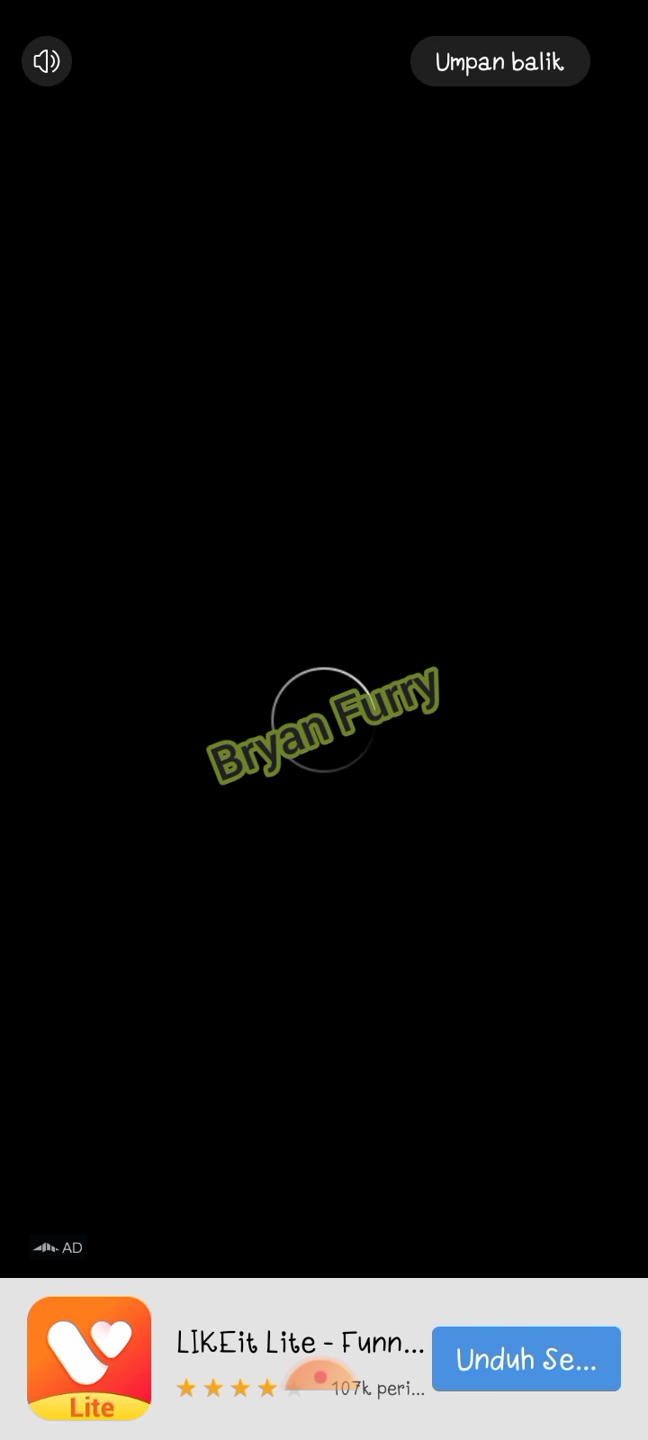 Umpan balik
Bryan Furry
AD
LIKEit Lite - Funn...
107k peri...
Unduh Se...
Lite